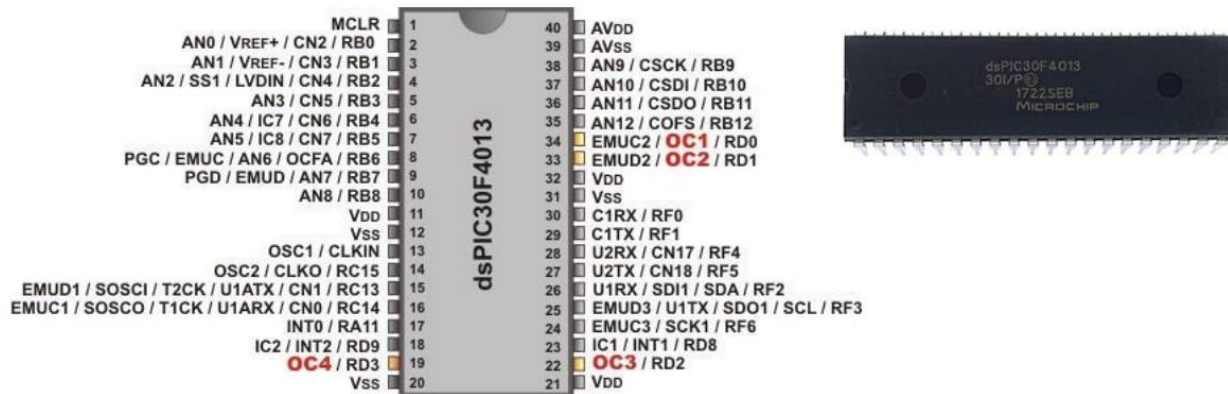 MCLR 1
AN0 / VREF+ / CN2 / RB0 2
AN1 / VREF- / CN3 / RB1 3
AN2 / SS1 / LVDIN / CN4 / RB2 4
AN3 / CN5 / RB3 5
AN4 / IC7 / CN6 / RB4 6
AN5 / IC8 / CN7 / RB5 7
PGC / EMUC / AN6 / OCFA / RB6 8
PGD / EMUD / AN7 / RB7 9
AN8 / RB8 10
VDD 11
VSS 12
OSC1 / CLKIN 13
OSC2 / CLKO / RC15 14
EMUD1 / SOSCI / T2CK / U1ATX / CN1 / RC13 15
EMUC1 / SOSCO / T1CK / U1ARX / CN0 / RC14 16
INT0 / RA11 17
IC2 / INT2 / RD9 18
OC4 / RD3 19
VSS 20
dsPIC30F4013
40 AVDD
39 AVSS
38 AN9 / CSCK / RB9
37 AN10 / CSDI / RB10
36 AN11 / CSDO / RB11
35 AN12 / COFS / RB12
34 EMUC2 / OC1 / RD0
33 EMUD2 / OC2 / RD1
32 VDD
31 VSS
30 C1RX / RF0
29 C1TX / RF1
28 U2RX / CN17 / RF4
27 U2TX / CN18 / RF5
26 U1RX / SDI1 / SDA / RF2
25 EMUD3 / U1TX / SDO1 / SCL / RF3
24 EMUC3 / SCK1 / RF6
23 IC1 / INT1 / RD8
22 OC3 / RD2
21 VDD
dsPIC30F4013
30I/P
1722SEB
MICROCHIP